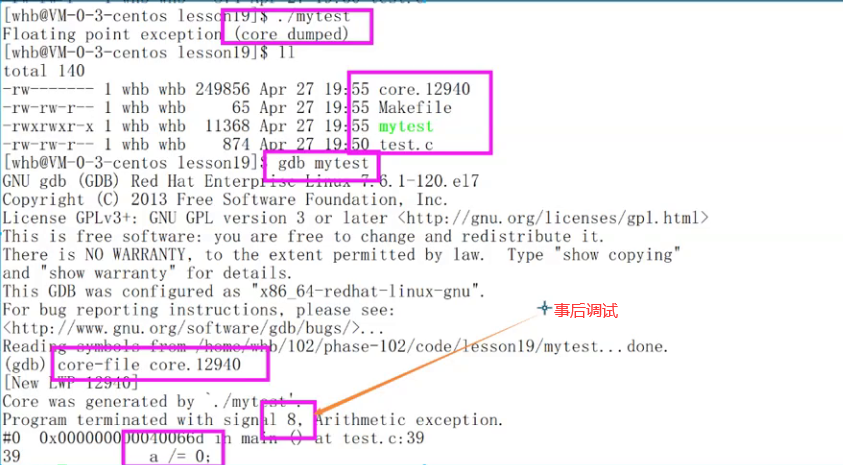 [whb@VM-0-3-centos lesson19]$ ./mytest
Floating point exception (core dumped)
[whb@VM-0-3-centos lesson19]$ ll
total 140
-rw------- 1 whb whb 249856 Apr 27 19:55 core.12940
-rw-rw-r-- 1 whb whb 65 Apr 27 19:55 Makefile
-rwxrwxr-x 1 whb whb 11368 Apr 27 19:55 mytest
-rw-rw-r-- 1 whb whb 874 Apr 27 19:50 test.c
[whb@VM-0-3-centos lesson19]$ gdb mytest
GNU gdb (GDB) Red Hat Enterprise Linux 7.6.1-120.el7
Copyright (C) 2013 Free Software Foundation, Inc.
License GPLv3+: GNU GPL version 3 or later <http://gnu.org/licenses/gpl.html>
This is free software: you are free to change and redistribute it.
There is NO WARRANTY, to the extent permitted by law. Type "show copying"
and "show warranty" for details.
This GDB was configured as "x86_64-redhat-linux-gnu".
For bug reporting instructions, please see:
事后调试
<http://www.gnu.org/software/gdb/bugs/>...
Reading symbols from /home/whb/102/phase-102/code/lesson19/mytest...done.
(gdb) core-file core.12940
[New LWP 12940]
Core was generated by `./mytest'.
Program terminated with signal 8, Arithmetic exception.
#0 0x000000000040066d in main () at test.c:39
39 a /= 0;